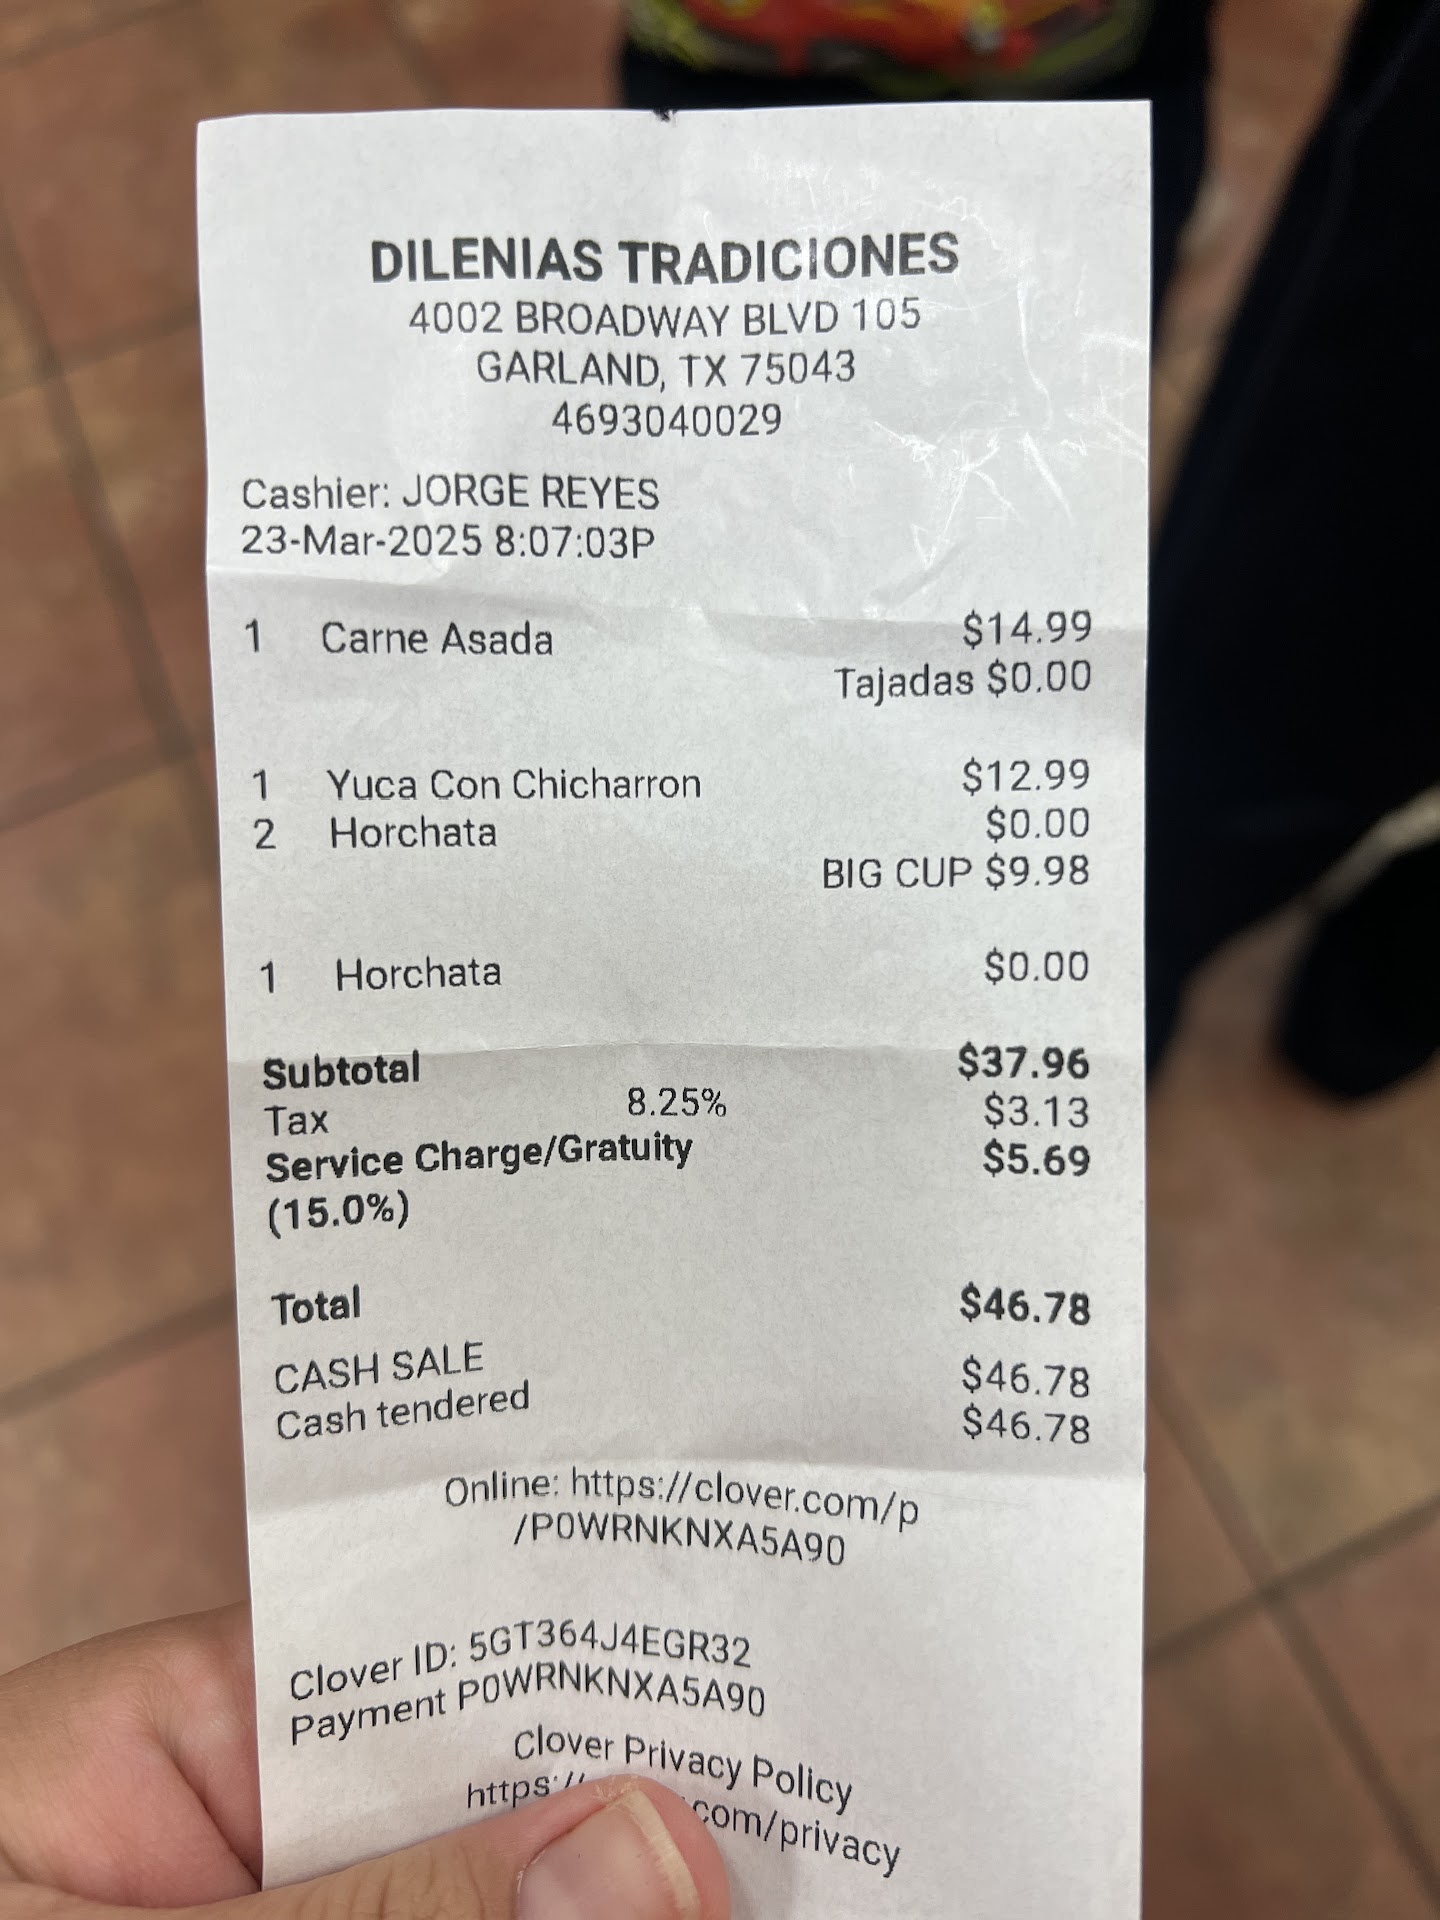 DILENIAS TRADICIONES
4002 BROADWAY BLVD 105
GARLAND, TX 75043
4693040029
Cashier: JORGE REYES
23-Mar-2025 8:07:03P
1 Carne Asada $14.99
Tajadas $0.00
1 Yuca Con Chicharron $12.99
2 Horchata $0.00
BIG CUP $9.98
1 Horchata $0.00
Subtotal $37.96
Tax 8.25% $3.13
Service Charge/Gratuity $5.69
(15.0%)
Total $46.78
CASH SALE $46.78
Cash tendered $46.78
Online: https://clover.com/p
/P0WRNKNXA5A90
Clover ID: 5GT364J4EGR32
Payment P0WRNKNXA5A90
Clover Privacy Policy
https:// com/privacy